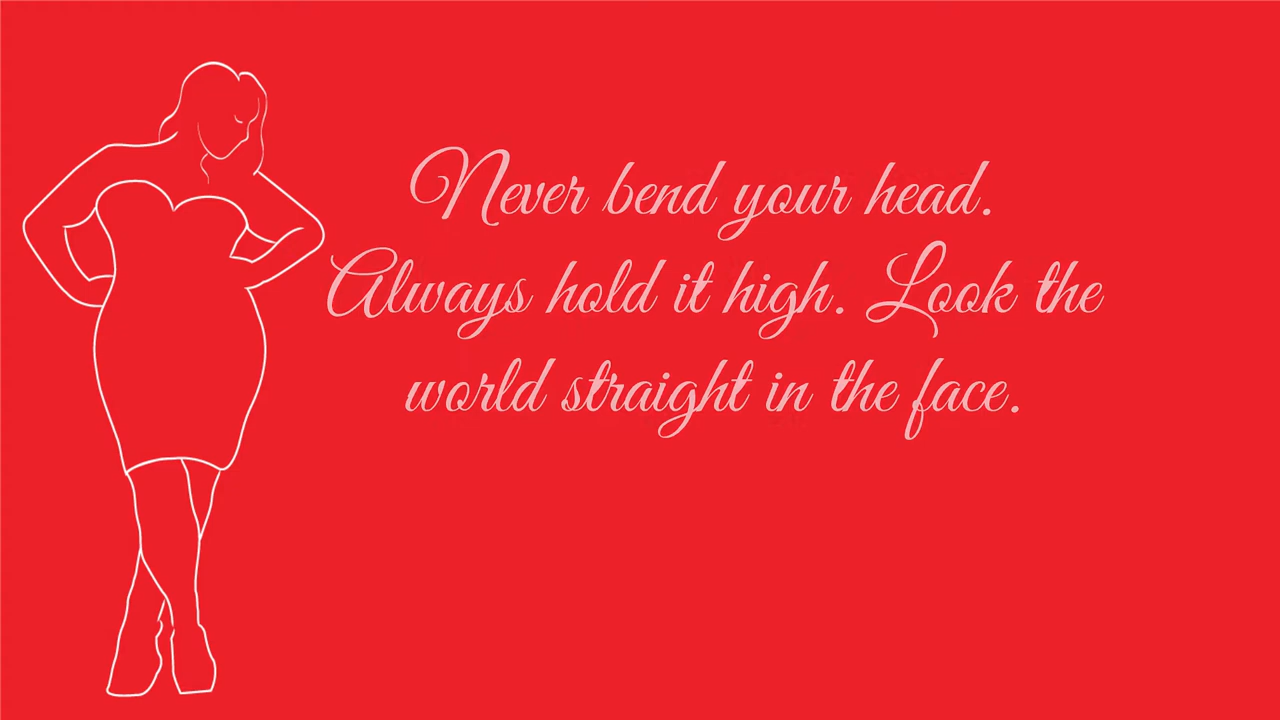 Never bend your head.
Always hold it high. Look the
world straight in the face.